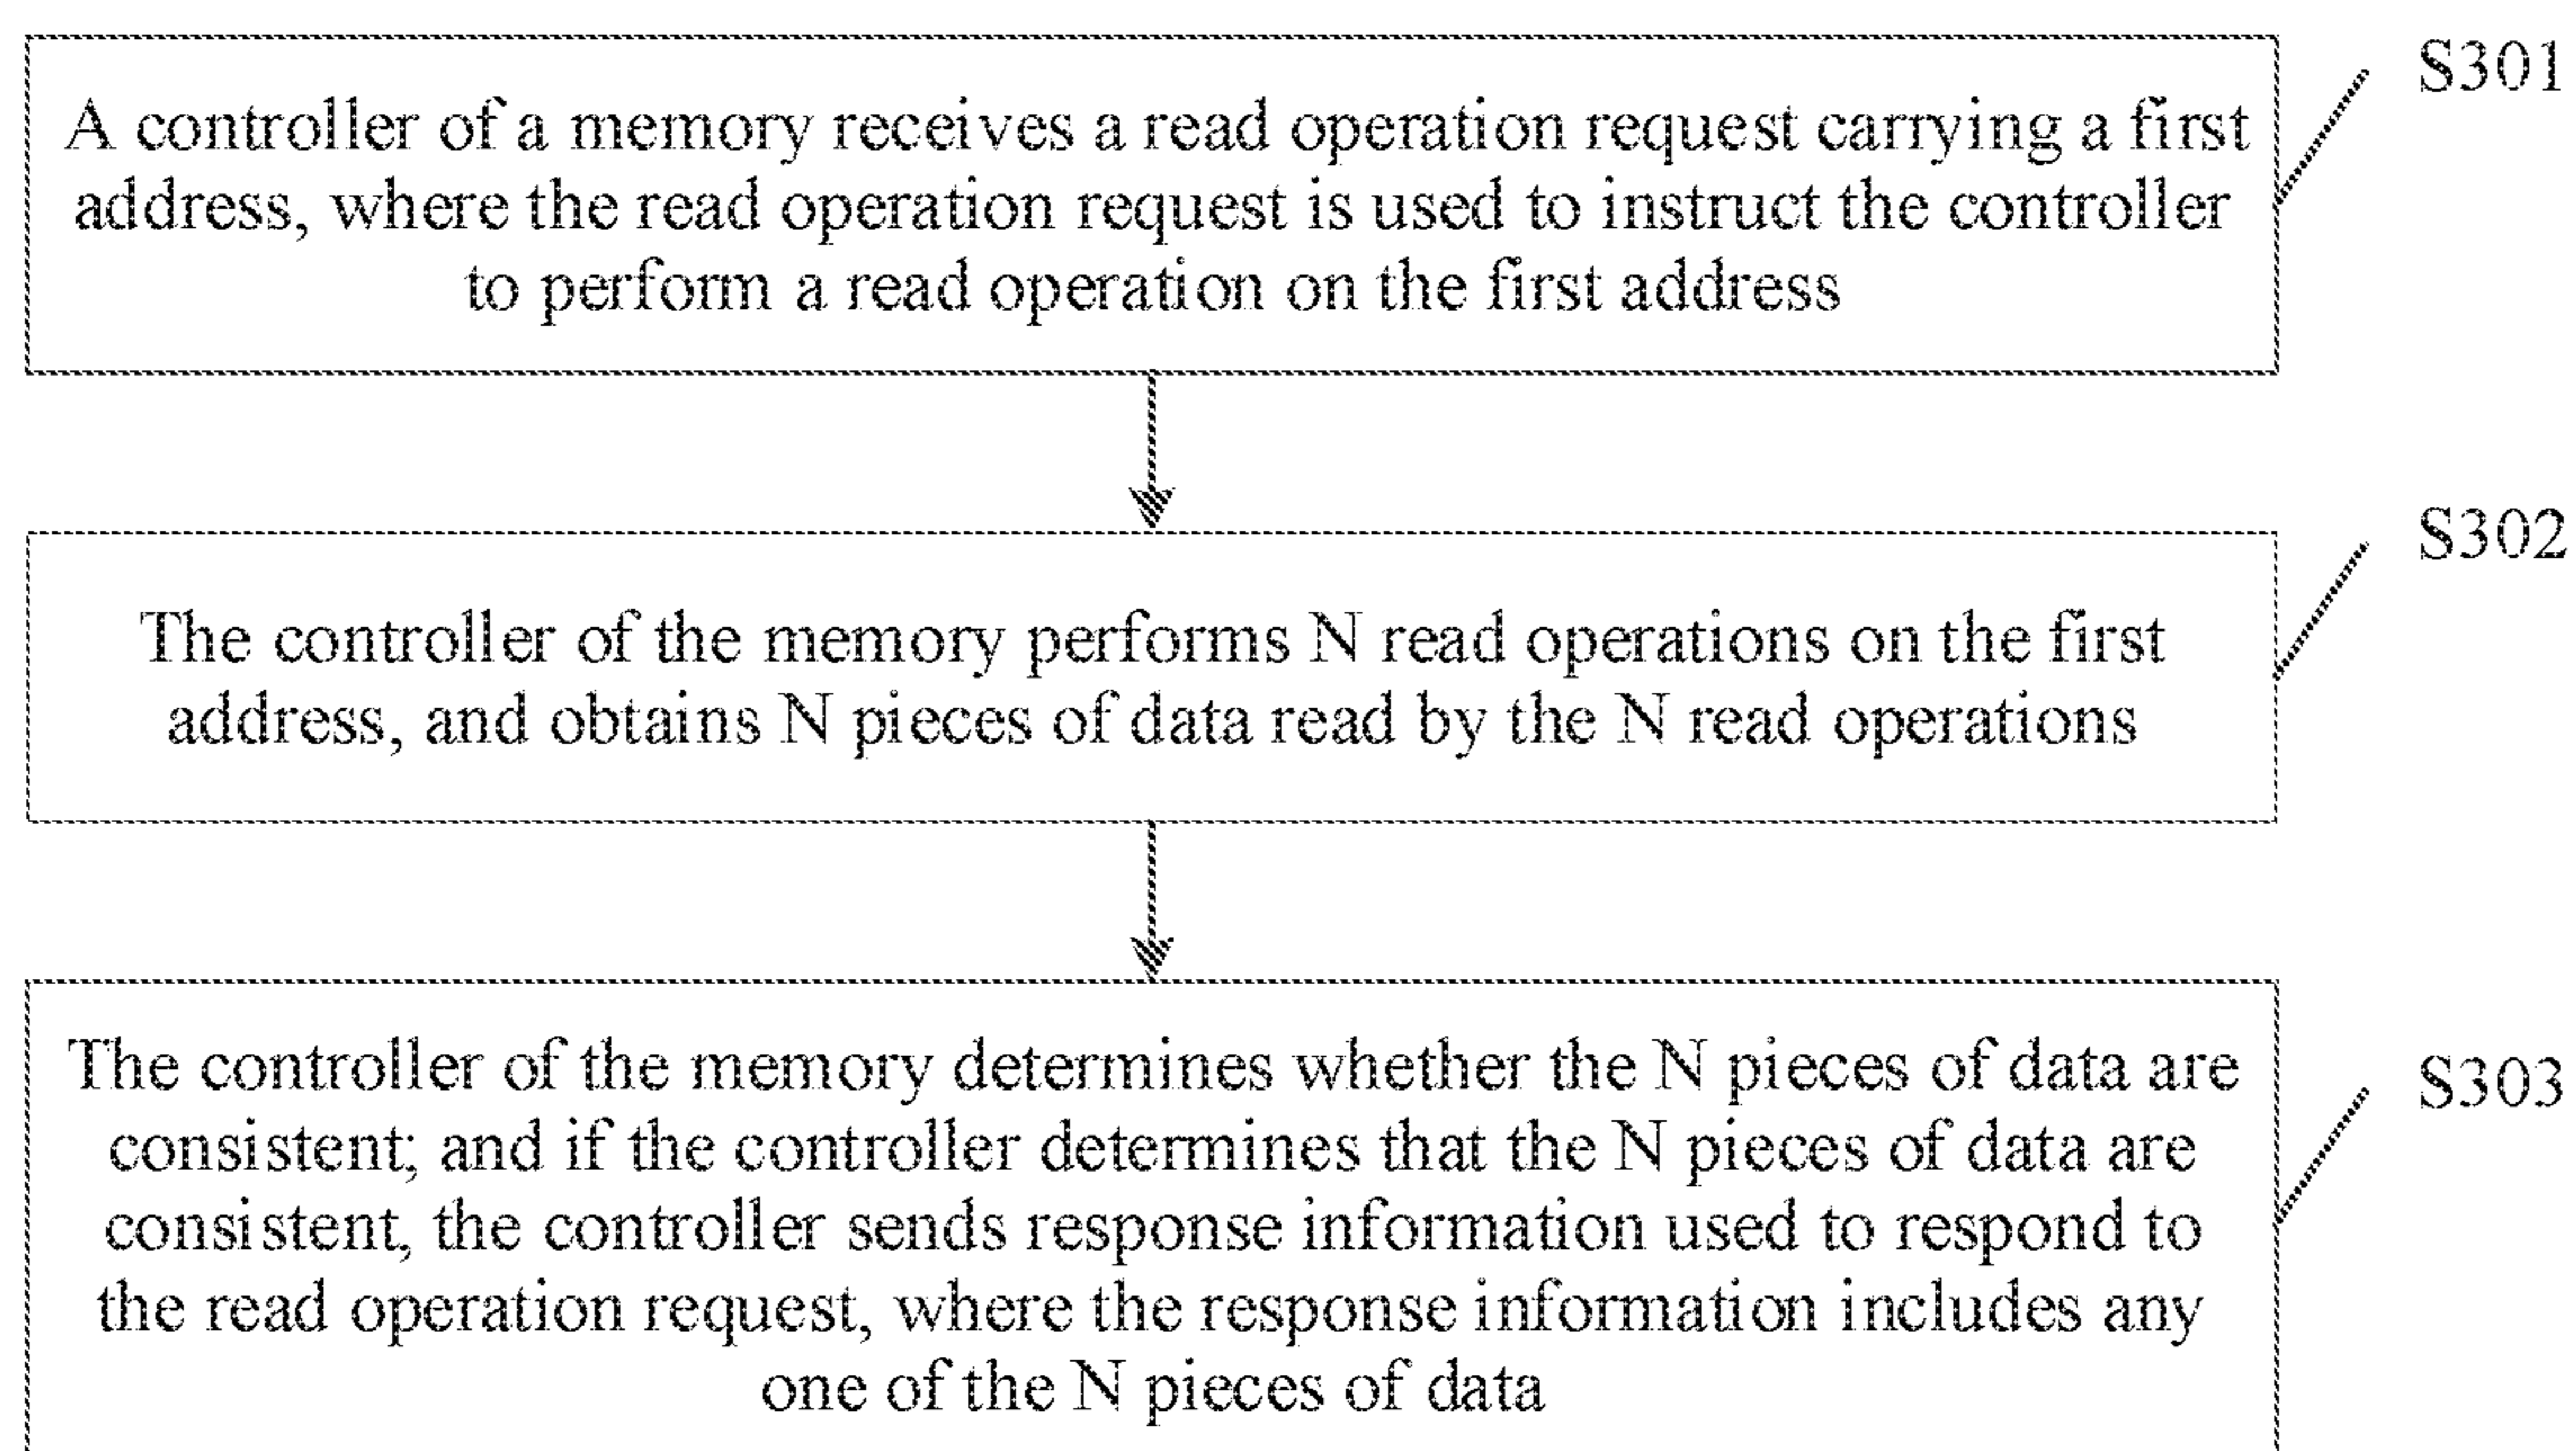 S301
A controller of a memory receives a read operation request carrying a first
address, where the read operation request is used to instruct the controller
to perform a read operation on the first address
S302
The controller of the memory performs N read operations on the first
address, and obtains N pieces of data read by the N read operations
S303
The controller of the memory determines whether the N pieces of data are
consistent; and if the controller determines that the N pieces of data are
consistent, the controller sends response information used to respond to
the read operation request, where the response information includes any
one of the N pieces of data